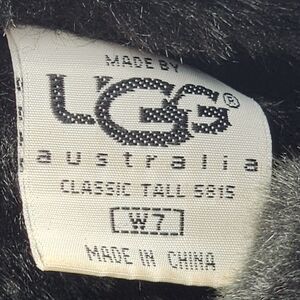 MADE BY
UGG®
australia
CLASSIC TALL 5815
W7
MADE IN CHINA